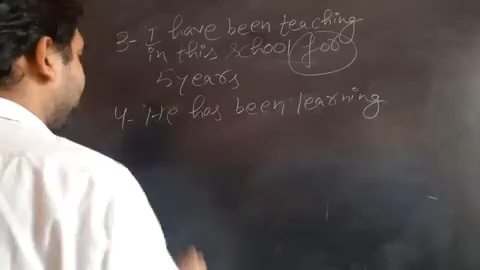 3- I have been teaching
in this school for
5 years
4- He has been learning